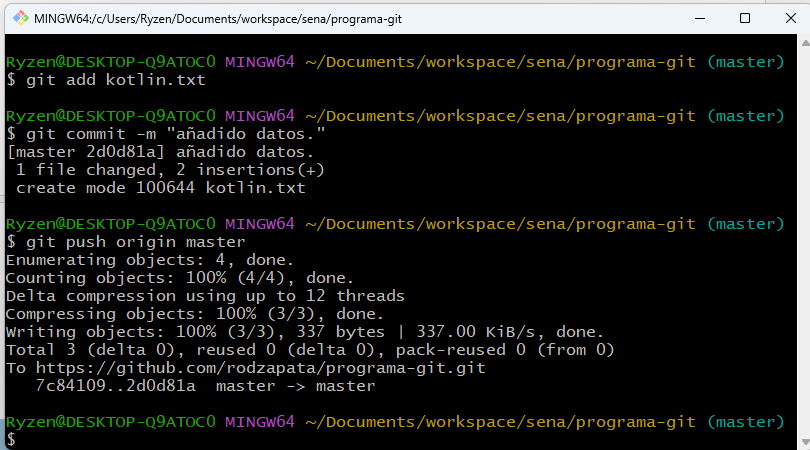 MINGW64:/c/Users/Ryzen/Documents/workspace/sena/programa-git
Ryzen@DESKTOP-Q9ATOC0 MINGW64 ~/Documents/workspace/sena/programa-git (master)
$ git add kotlin.txt
Ryzen@DESKTOP-Q9ATOC0 MINGW64 ~/Documents/workspace/sena/programa-git (master)
$ git commit -m "añadido datos."
[master 2d0d81a] añadido datos.
 1 file changed, 2 insertions(+)
 create mode 100644 kotlin.txt
Ryzen@DESKTOP-Q9ATOC0 MINGW64 ~/Documents/workspace/sena/programa-git (master)
$ git push origin master
Enumerating objects: 4, done.
Counting objects: 100% (4/4), done.
Delta compression using up to 12 threads
Compressing objects: 100% (3/3), done.
Writing objects: 100% (3/3), 337 bytes | 337.00 KiB/s, done.
Total 3 (delta 0), reused 0 (delta 0), pack-reused 0 (from 0)
To https://github.com/rodzapata/programa-git.git
   7c84109..2d0d81a  master -> master
Ryzen@DESKTOP-Q9ATOC0 MINGW64 ~/Documents/workspace/sena/programa-git (master)
$